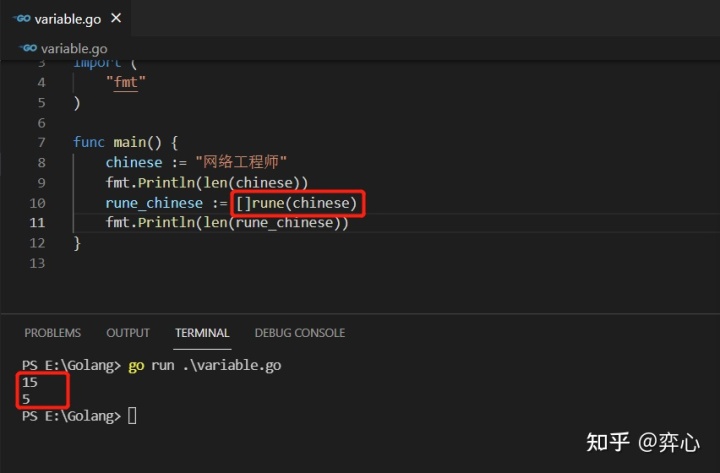 GO variable.go ×
GO variable.go
3 import (
4 "fmt"
5 )
6
7 func main() {
8 chinese := "网络工程师"
9 fmt.Println(len(chinese))
10 rune_chinese := []rune(chinese)
11 fmt.Println(len(rune_chinese))
12 }
13
PROBLEMS OUTPUT TERMINAL DEBUG CONSOLE
PS E:\Golang> go run .\variable.go
15
5
PS E:\Golang>
知乎 @弈心